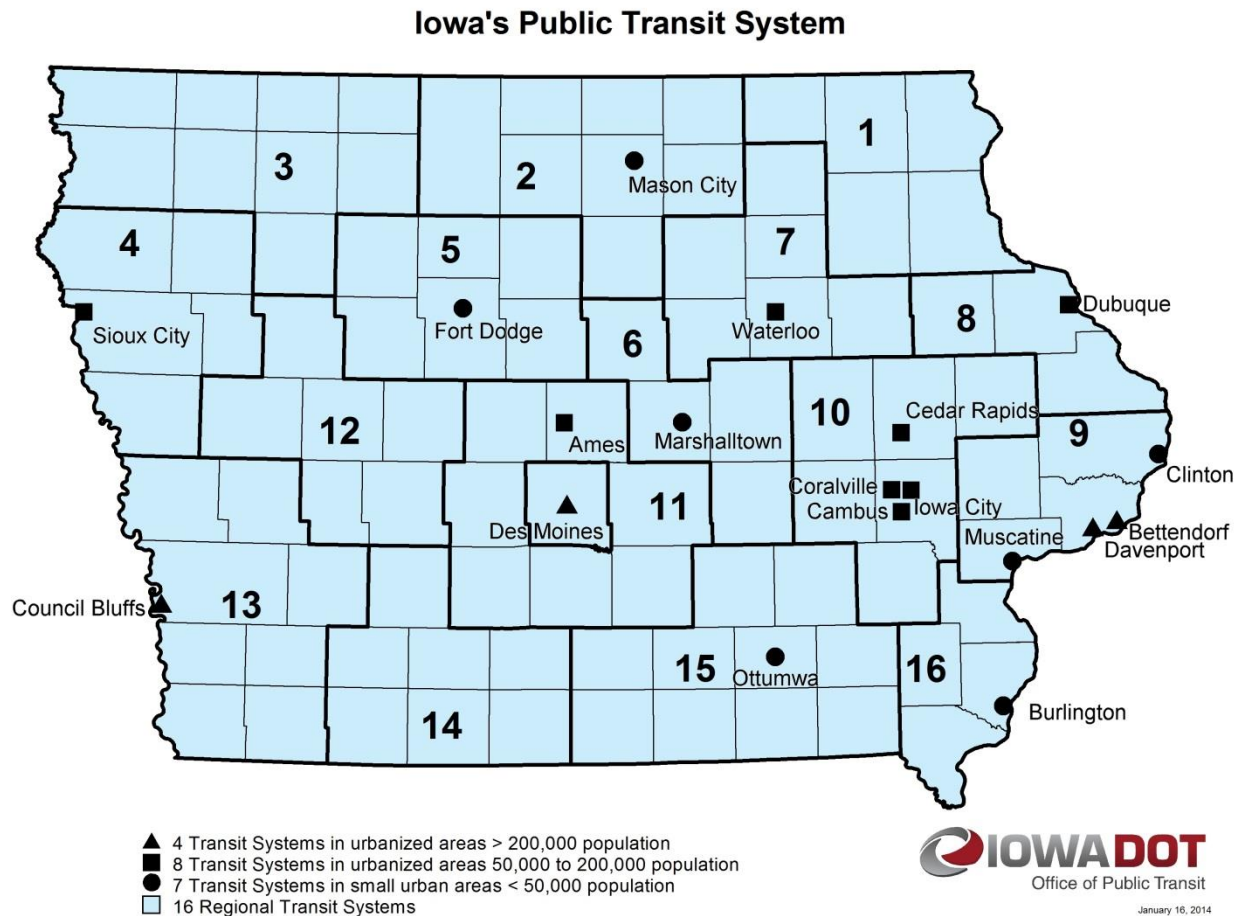 Iowa's Public Transit System
1
3
2
Mason City
4
5
7
Sioux City
Fort Dodge
6
Waterloo
8
Dubuque
12
Ames
Marshalltown
10
Cedar Rapids
9
Clinton
Des Moines
11
Coralville
Iowa City
Cambus
Muscatine
Bettendorf
Davenport
Council Bluffs
13
14
15
Ottumwa
16
Burlington
4 Transit Systems in urbanized areas > 200,000 population
8 Transit Systems in urbanized areas 50,000 to 200,000 population
7 Transit Systems in small urban areas < 50,000 population
16 Regional Transit Systems
IOWADOT
Office of Public Transit
January 16, 2014